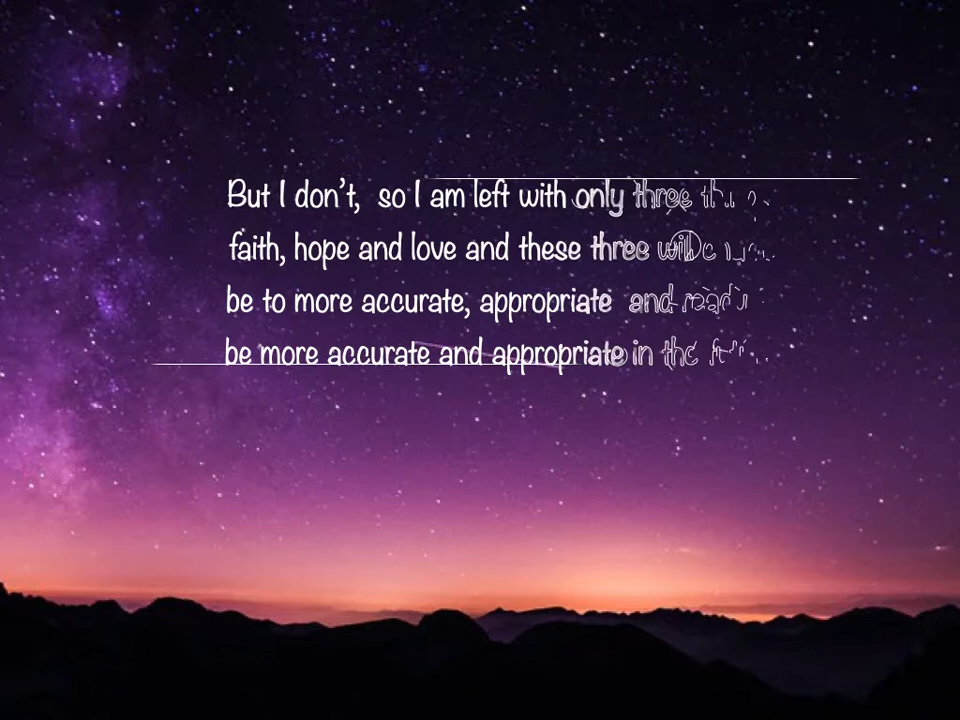 But I don't, so I am left with only three
faith, hope and love and these three will
be to more accurate, appropriate and
be more accurate and appropriate in the